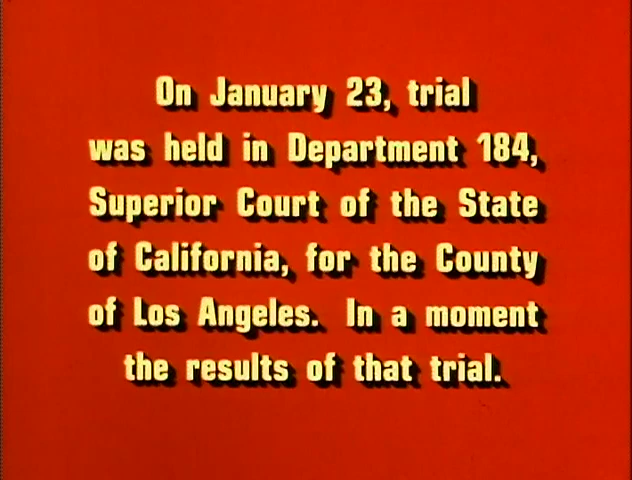 On January 23, trial
was held in Department 184,
Superior Court of the State
of California, for the County
of Los Angeles. In a moment
the results of that trial.